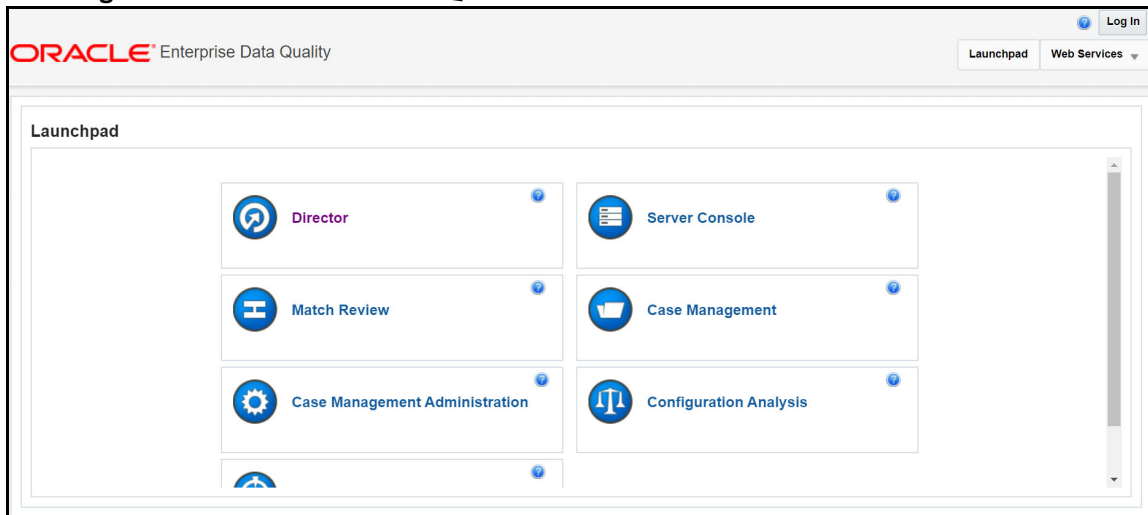 Log In
ORACLE Enterprise Data Quality
Launchpad
Web Services
Launchpad
Director
Server Console
Match Review
Case Management
Case Management Administration
Configuration Analysis